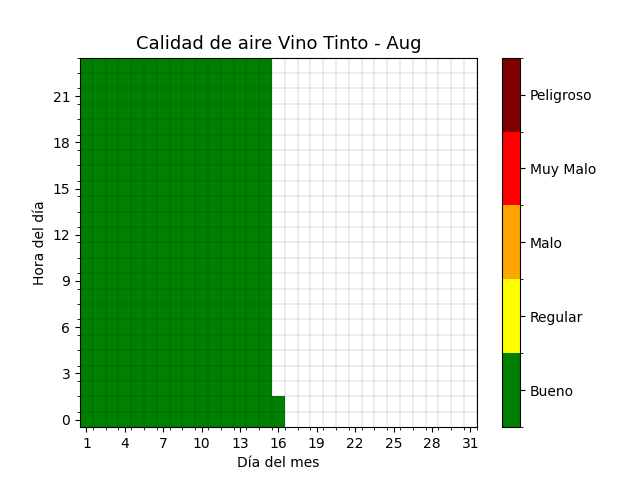 Calidad de aire Vino Tinto - Aug
Hora del día
21
18
15
12
9
6
3
0
1 4 7 10 13 16 19 22 25 28 31
Día del mes
Peligroso
Muy Malo
Malo
Regular
Bueno